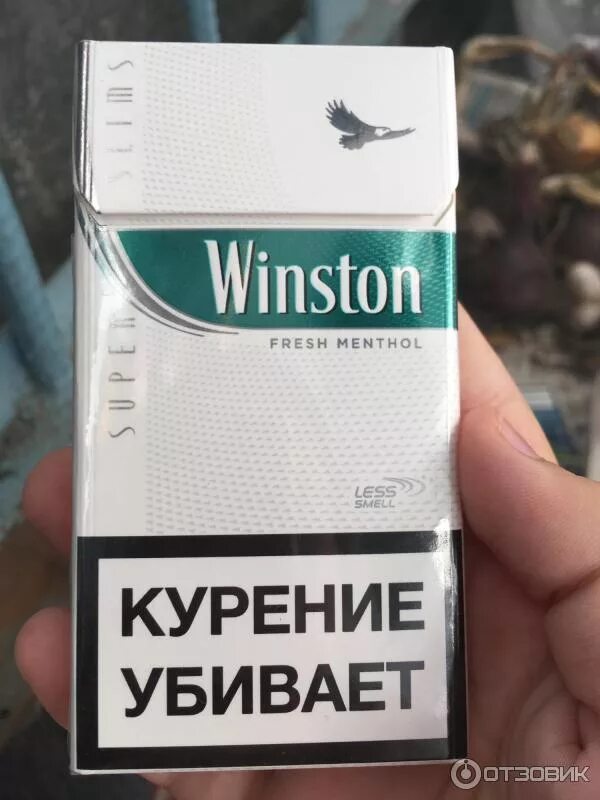 SUPER SLIMS
Winston
FRESH MENTHOL
LESS
SMELL
КУРЕНИЕ
УБИВАЕТ
ОТЗОВИК